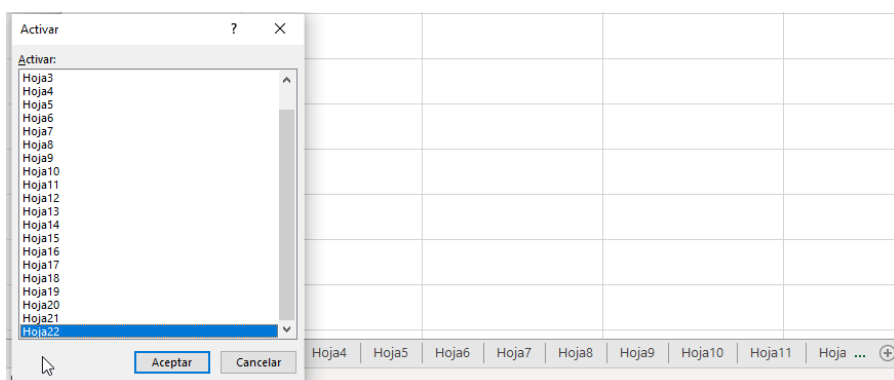 Activar ?
Activar:
Hoja3
Hoja4
Hoja5
Hoja6
Hoja7
Hoja8
Hoja9
Hoja10
Hoja11
Hoja12
Hoja13
Hoja14
Hoja15
Hoja16
Hoja17
Hoja18
Hoja19
Hoja20
Hoja21
Hoja22
Aceptar Cancelar
Hoja4 Hoja5 Hoja6 Hoja7 Hoja8 Hoja9 Hoja10 Hoja11 Hoja ...